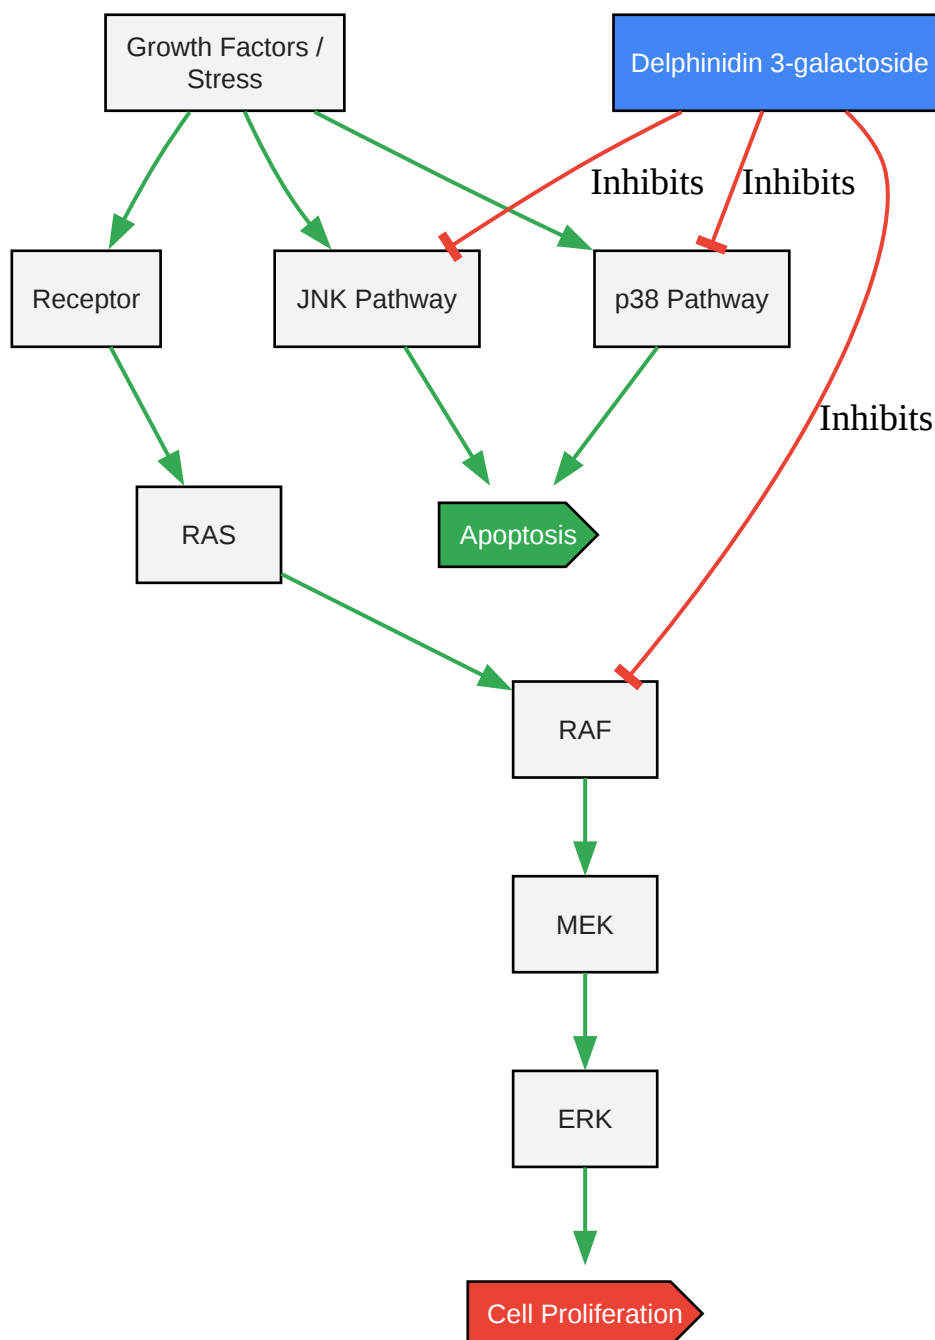 Growth Factors /
Stress
Delphinidin 3-galactoside
Inhibits
Inhibits
Receptor
JNK Pathway
p38 Pathway
Inhibits
RAS
Apoptosis
RAF
MEK
ERK
Cell Proliferation